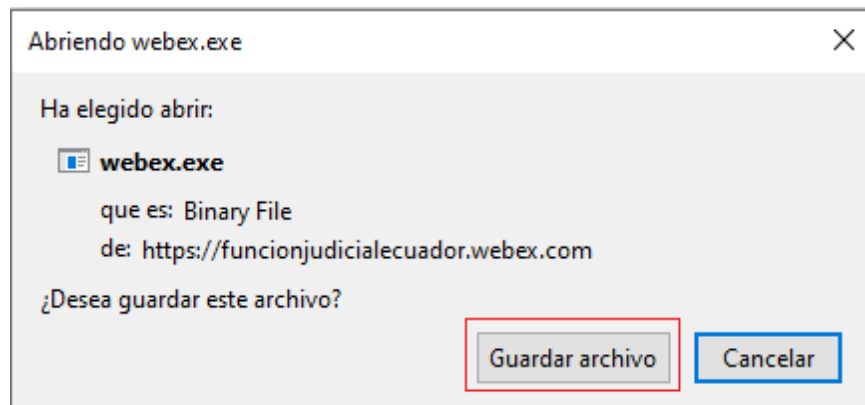 Abriendo webex.exe
Ha elegido abrir:
webex.exe
que es: Binary File
de: https://funcionjudicialecuador.webex.com
¿Desea guardar este archivo?
Guardar archivo Cancelar